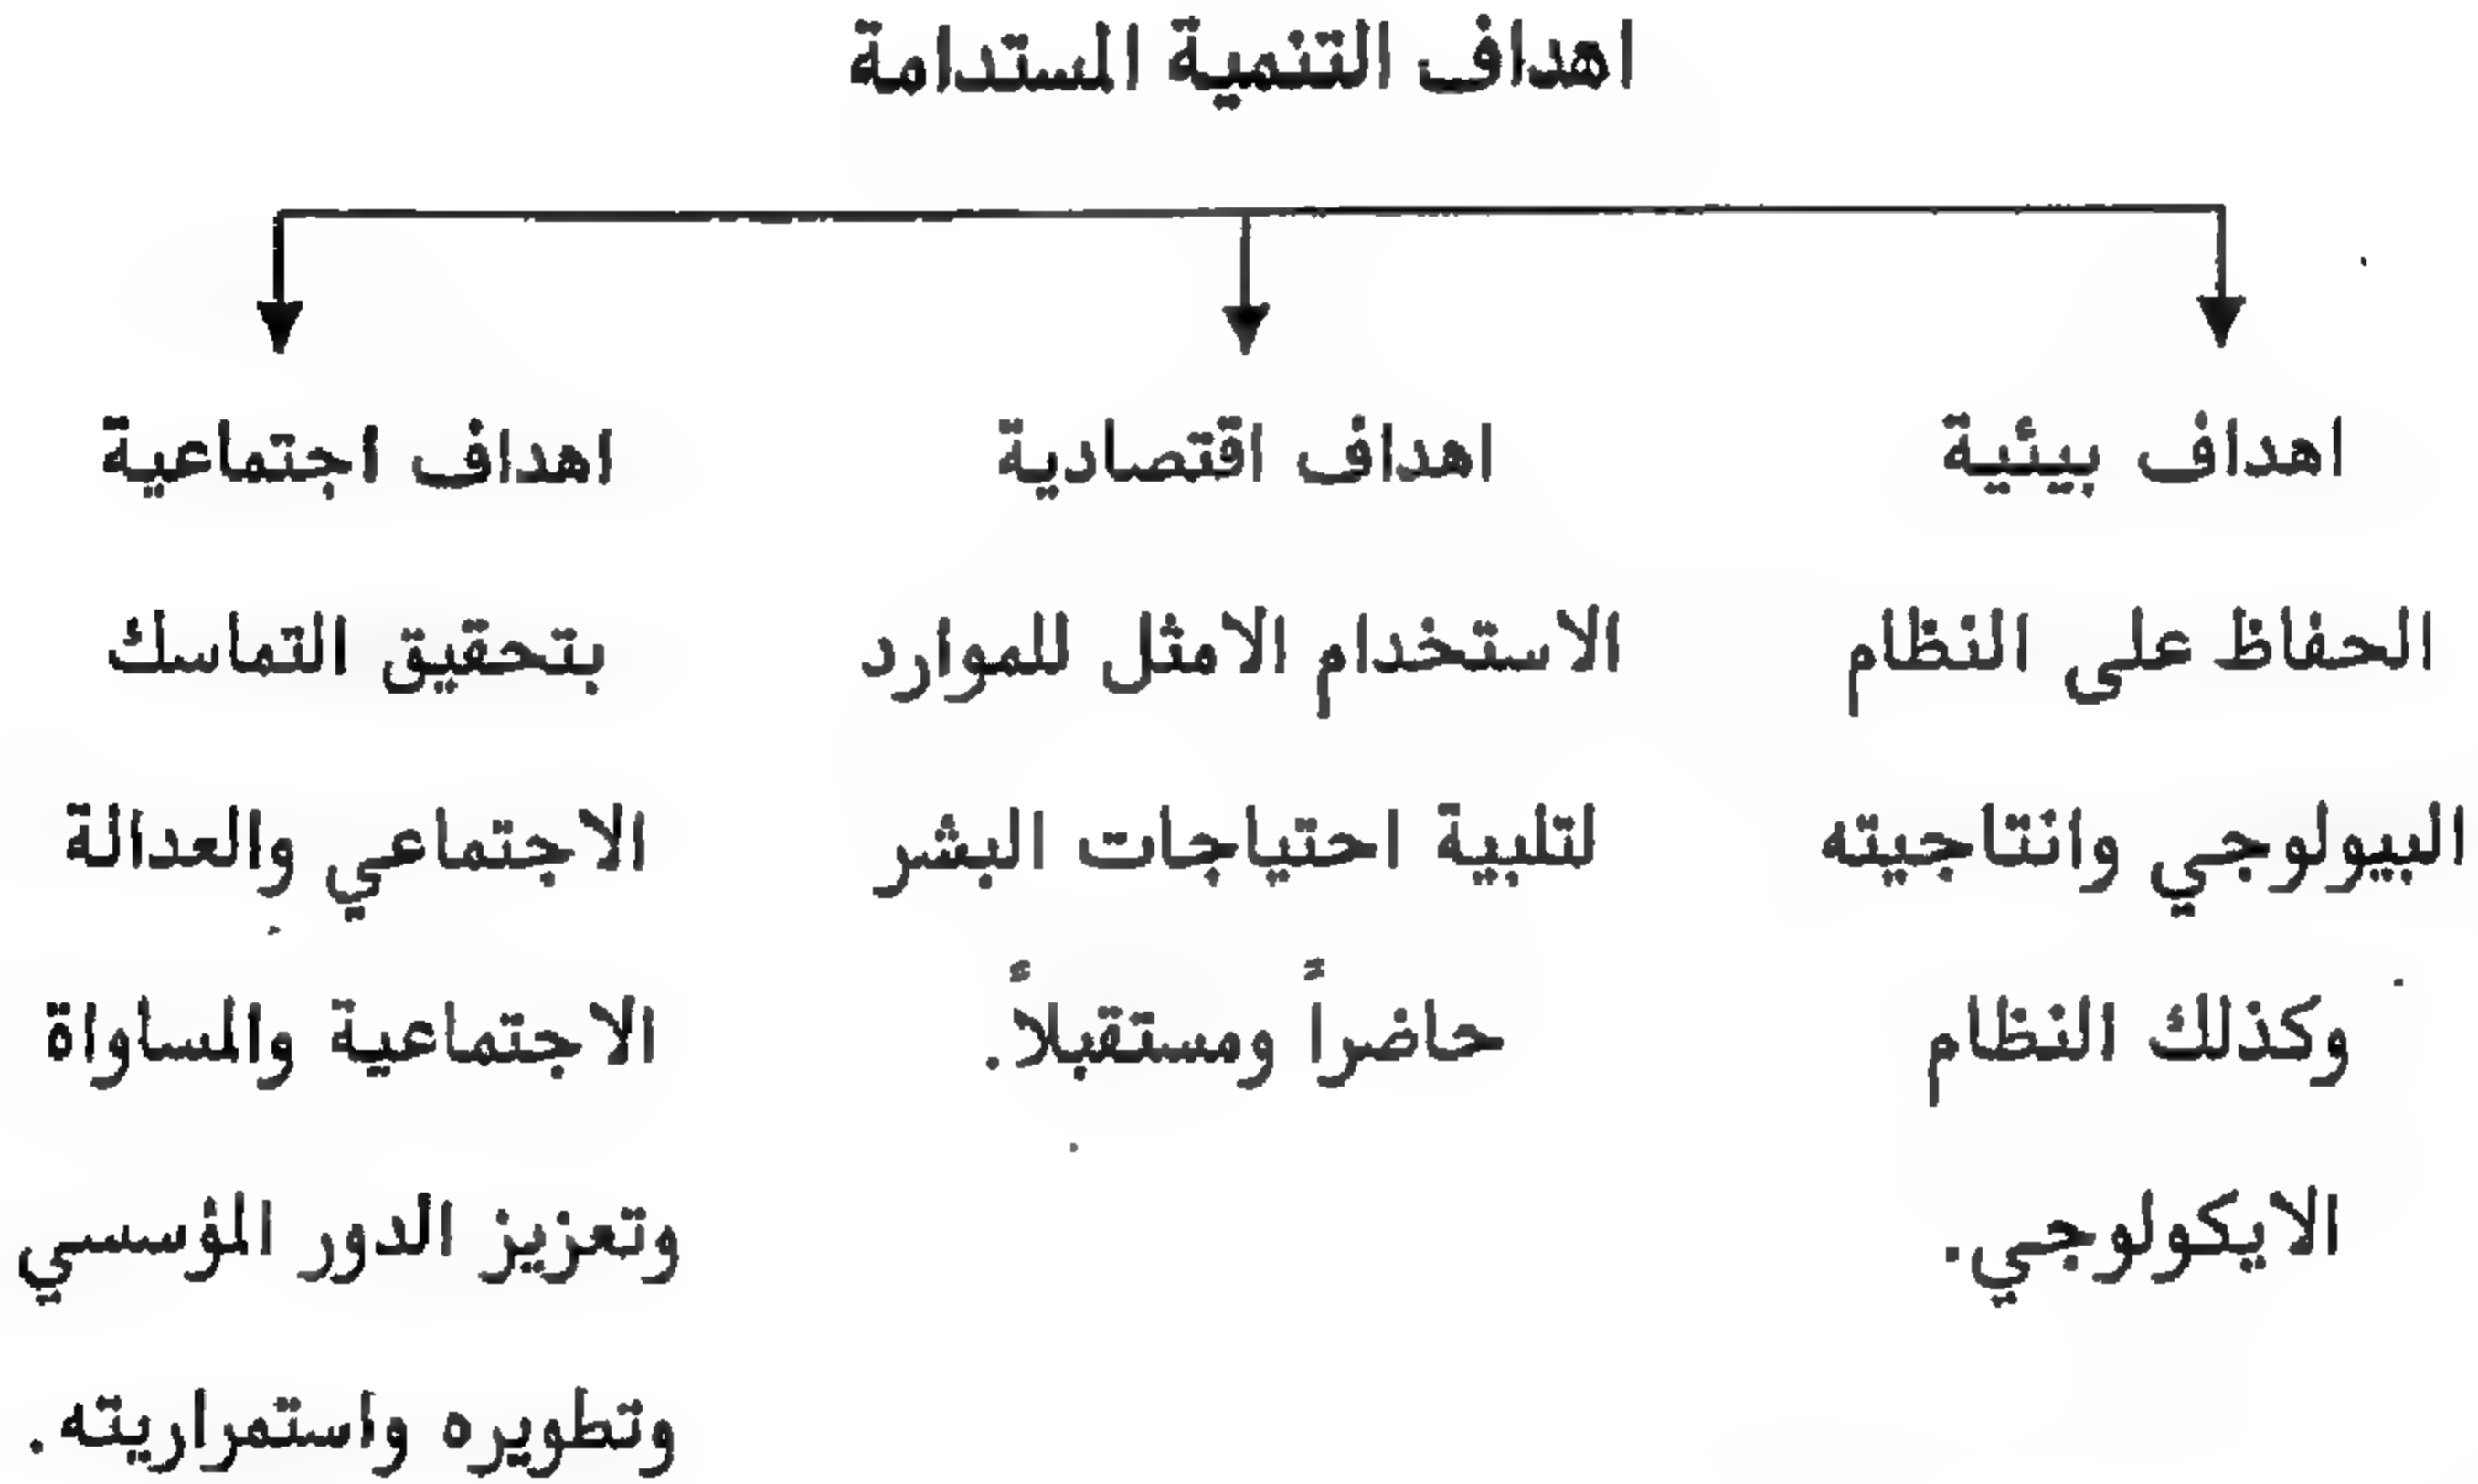 اهداف التنمية المستدامة
اهداف بيئية
الحفاظ على النظام
البيولوجي وانتاجيته
وكذلك النظام
الايكولوجي.
اهداف اقتصادية
الاستخدام الامثل للموارد
لتلبية احتياجات البشر
حاضراً ومستقبلاً.
اهداف اجتماعية
بتحقيق التماسك
الاجتماعي والعدالة
الاجتماعية والمساواة
وتعزيز الدور المؤسسي
وتطويره واستمراريته.